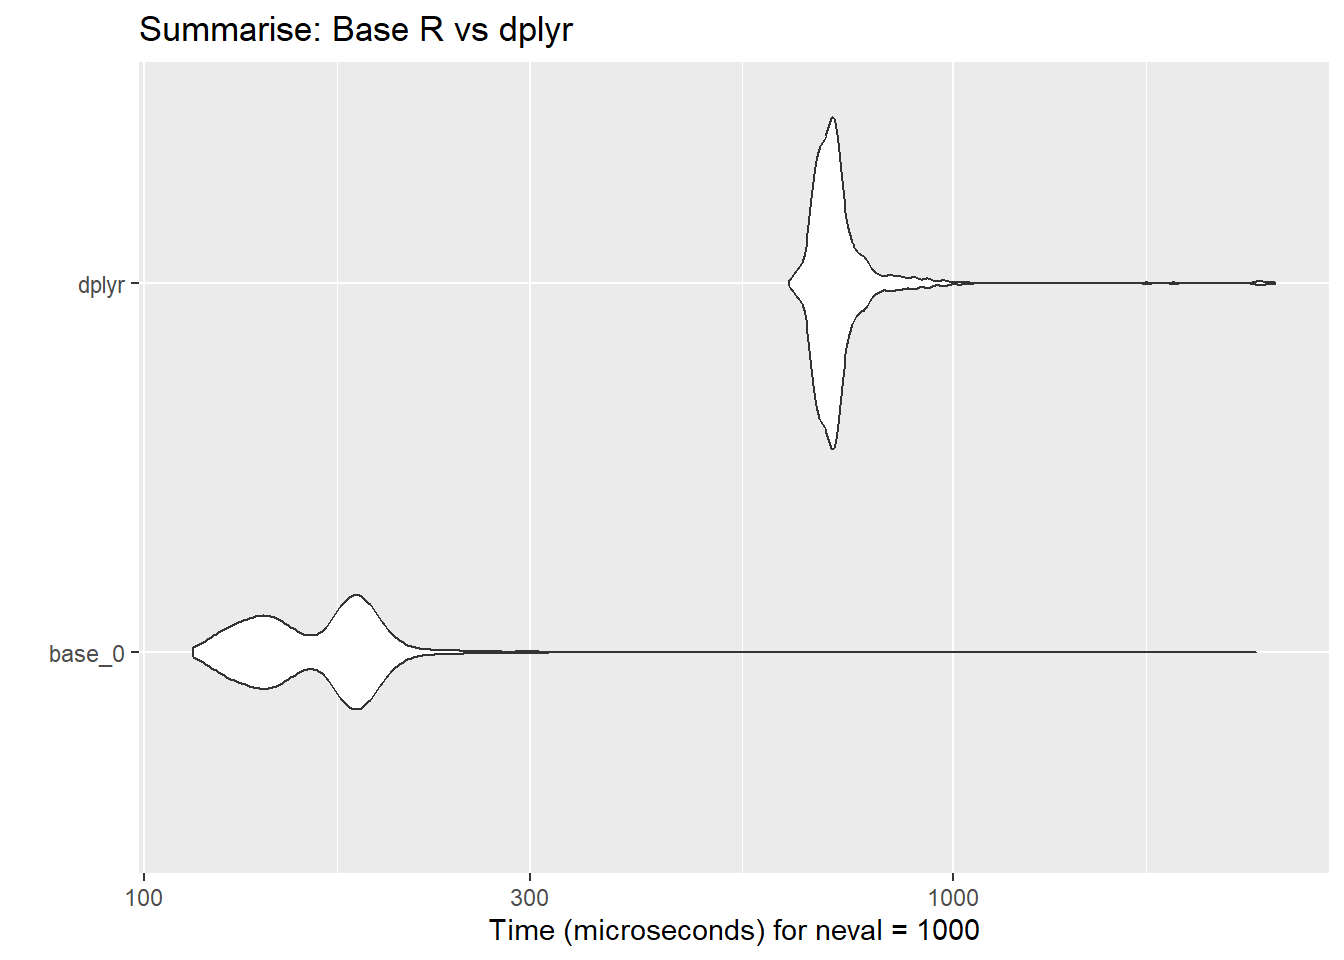 Summarise: Base R vs dplyr
dplyr
base_0
100 300 1000
Time (microseconds) for neval = 1000